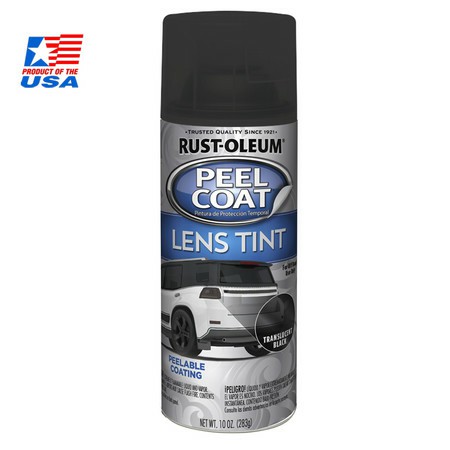 PRODUCT OF THE
USA
•TRUSTED QUALITY SINCE 1921•
RUST-OLEUM®
PEEL
COAT
Pintura de Protección Temporal
LENS TINT
TRANSLUCENT
BLACK
PEELABLE
COATING
¡PELIGRO!
NET WT. 10 OZ. (283g)